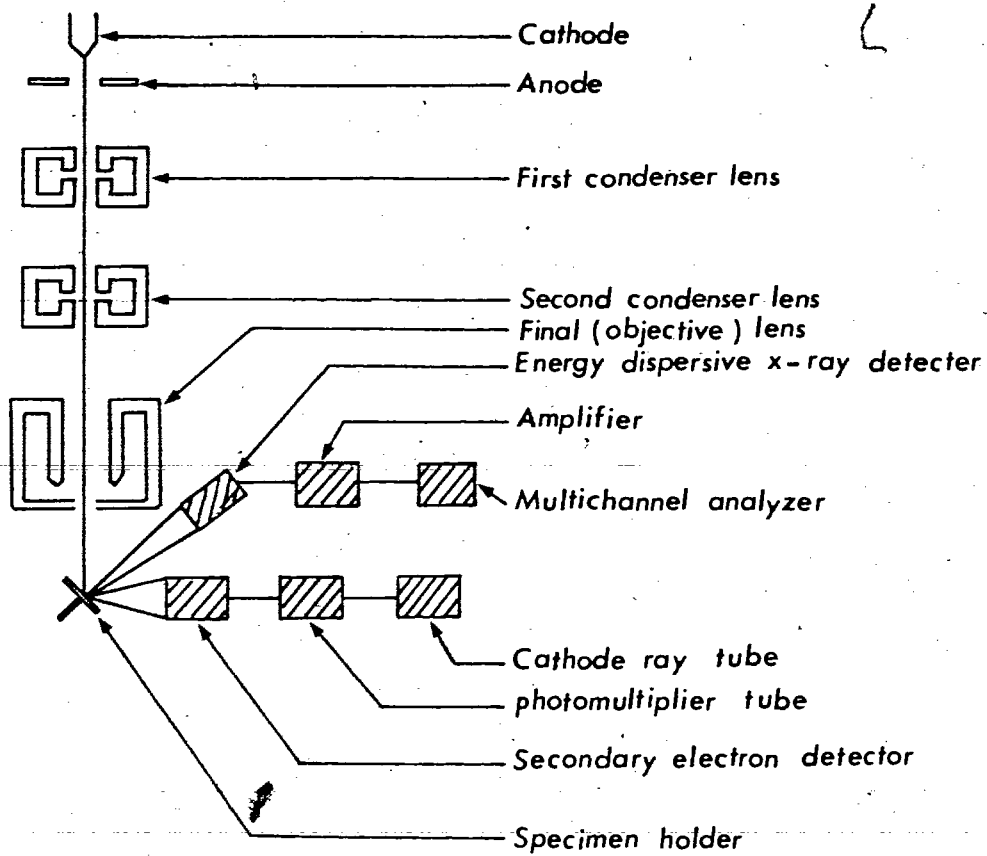 Cathode
Anode
First condenser lens
Second condenser lens
Final (objective) lens
Energy dispersive x-ray detecter
Amplifier
Multichannel analyzer
Cathode ray tube
photomultiplier tube
Secondary electron detector
Specimen holder